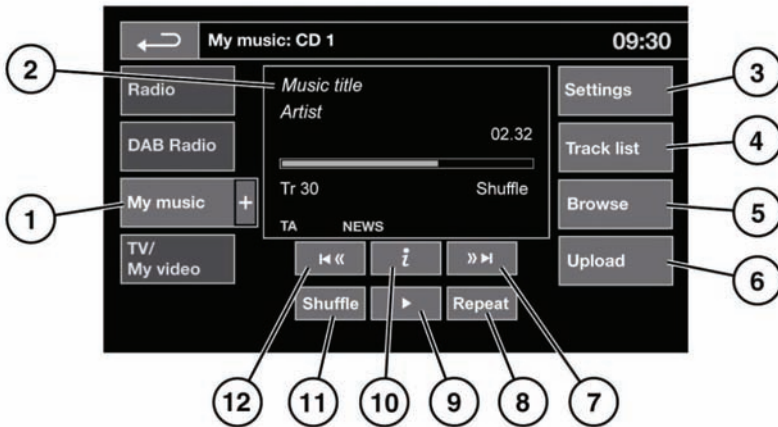 My music: CD 1
09:30
Radio
DAB Radio
My music +
TV/
My video
Music title
Artist
02.32
Tr 30
Shuffle
TA NEWS
Settings
Track list
Browse
Upload
i
Shuffle
Repeat
1
2
3
4
5
6
7
8
9
10
11
12